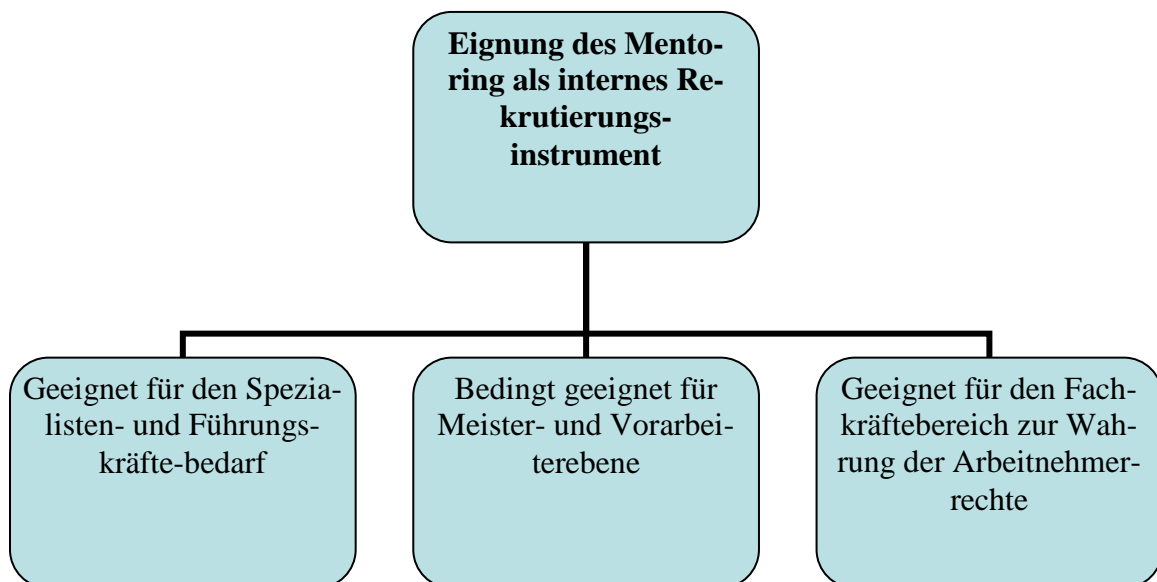 Eignung des Mento-
ring als internes Re-
krutierungs-
instrument
Geeignet für den Spezia-
listen- und Führungs-
kräfte-bedarf
Bedingt geeignet für
Meister- und Vorarbei-
terebene
Geeignet für den Fach-
kräftebereich zur Wah-
rung der Arbeitnehmer-
rechte